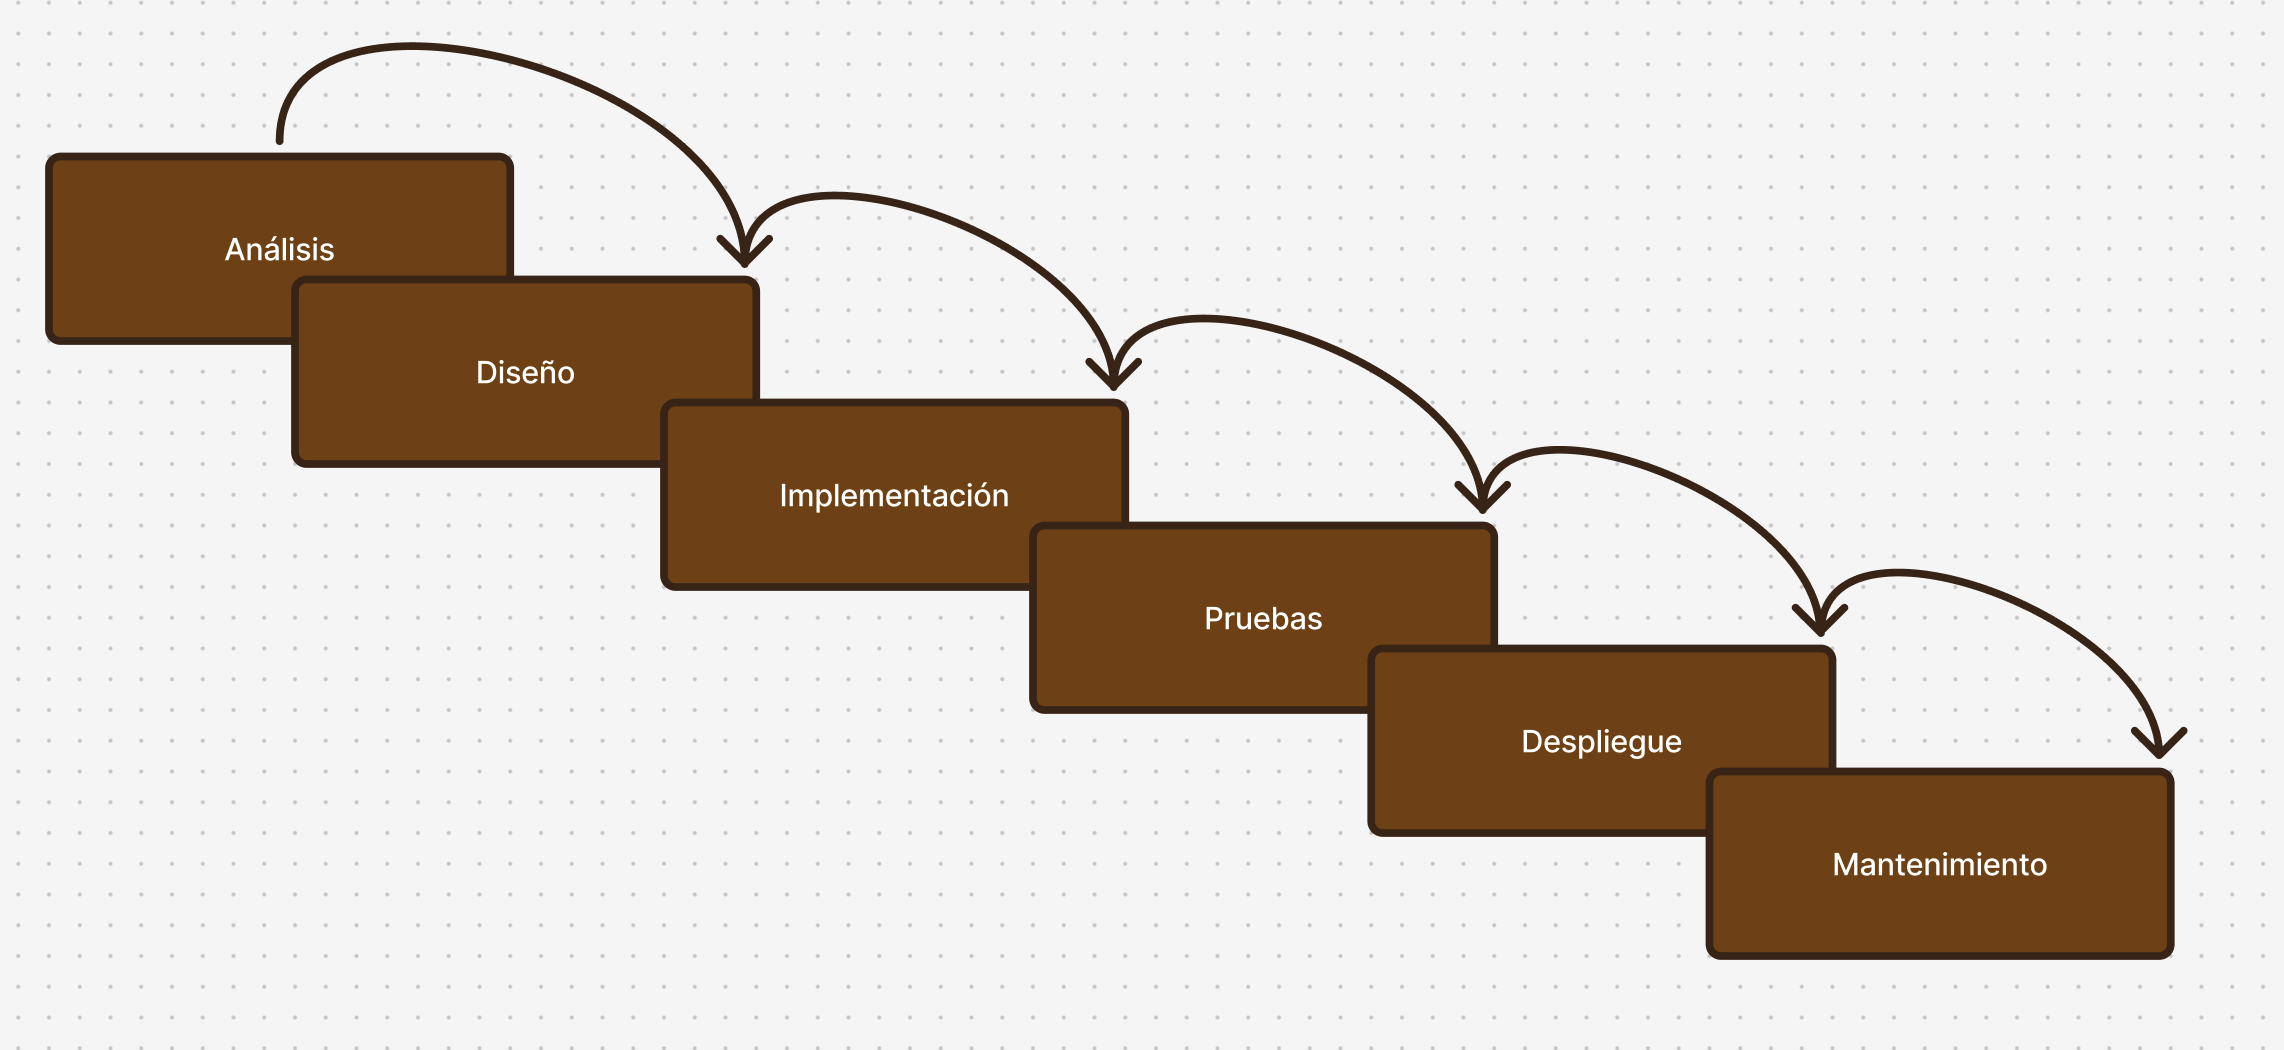 Análisis
Diseño
Implementación
Pruebas
Despliegue
Mantenimiento